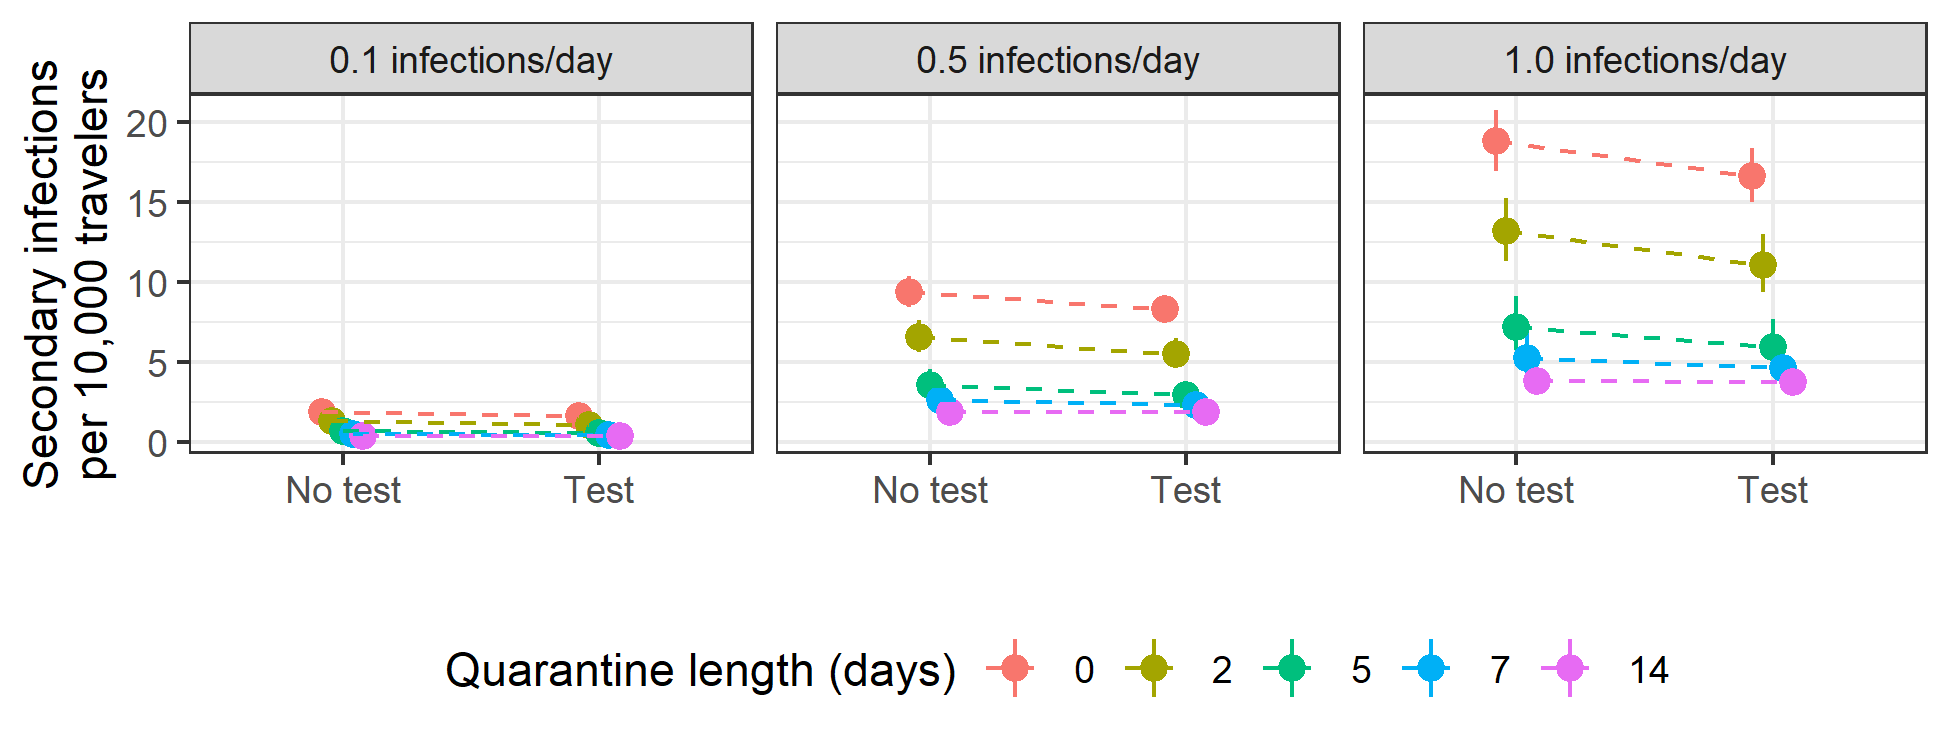 0.1 infections/day
0.5 infections/day
1.0 infections/day
Secondary infections
per 10,000 travelers
20
15
10
5
0
No test
Test
No test
Test
No test
Test
Quarantine length (days)
0
2
5
7
14